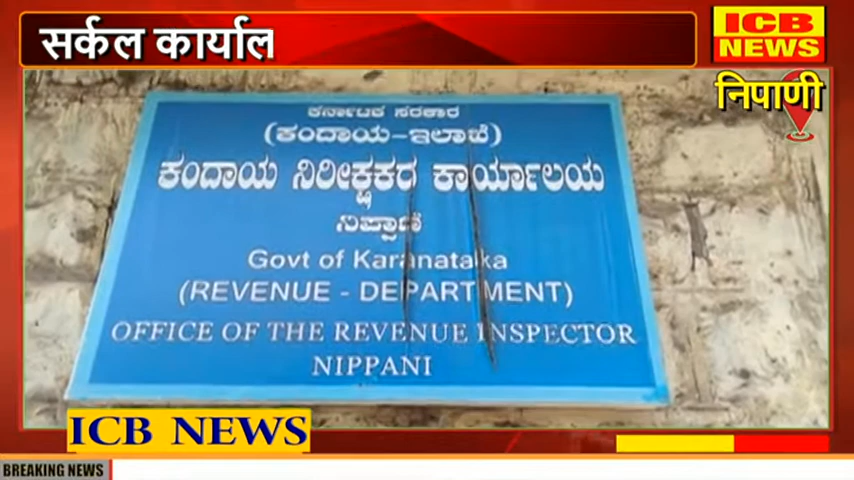 सर्कल कार्याल
ICB
NEWS
निपाणी
ಕರ್ನಾಟಕ ಸರಕಾರ
(ಕಂದಾಯ-ಇಲಾಖೆ)
ಕಂದಾಯ ನಿರೀಕ್ಷಕರ ಕಾರ್ಯಾಲಯ
ನಿಪ್ಪಾಣಿ
Govt of Karanataka
(REVENUE - DEPARTMENT)
OFFICE OF THE REVENUE INSPECTOR
NIPPANI
ICB NEWS
BREAKING NEWS